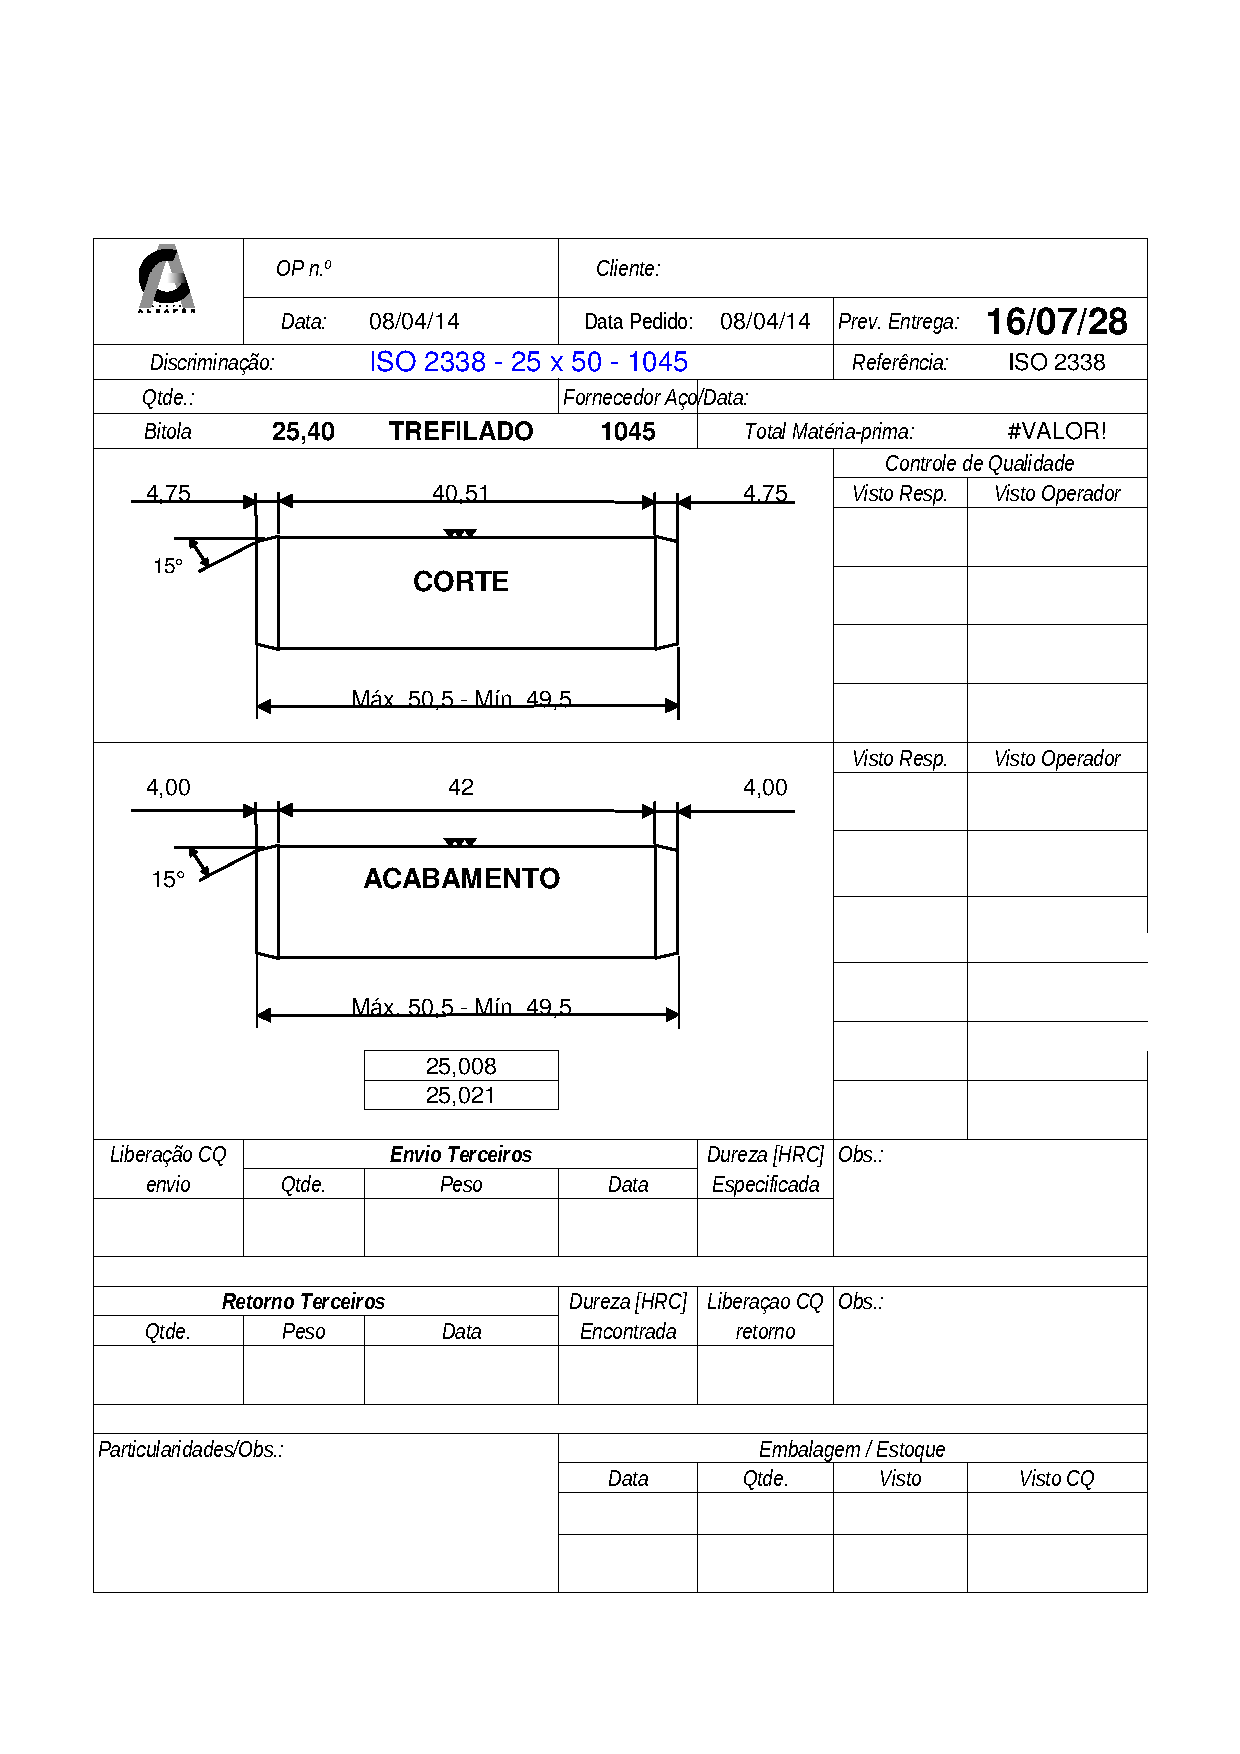 OP n.º Cliente:
Data: 08/04/14 Data Pedido: 08/04/14 Prev. Entrega: 16/07/28
Discriminação: ISO 2338 - 25 x 50 - 1045 Referência: ISO 2338
Qtde.: Fornecedor Aço/Data:
Bitola 25,40 TREFILADO 1045 Total Matéria-prima: #VALOR!
Controle de Qualidade
4,75 40,51 4,75 Visto Resp. Visto Operador
15°
CORTE
Máx. 50,5 - Mín. 49,5
Visto Resp. Visto Operador
4,00 42 4,00
15°
ACABAMENTO
Máx. 50,5 - Mín. 49,5
25,008
25,021
Liberação CQ Envio Terceiros Dureza [HRC] Obs.:
envio Qtde. Peso Data Especificada
Retorno Terceiros Dureza [HRC] Liberaçao CQ Obs.:
Qtde. Peso Data Encontrada retorno
Particularidades/Obs.: Embalagem / Estoque
Data Qtde. Visto Visto CQ